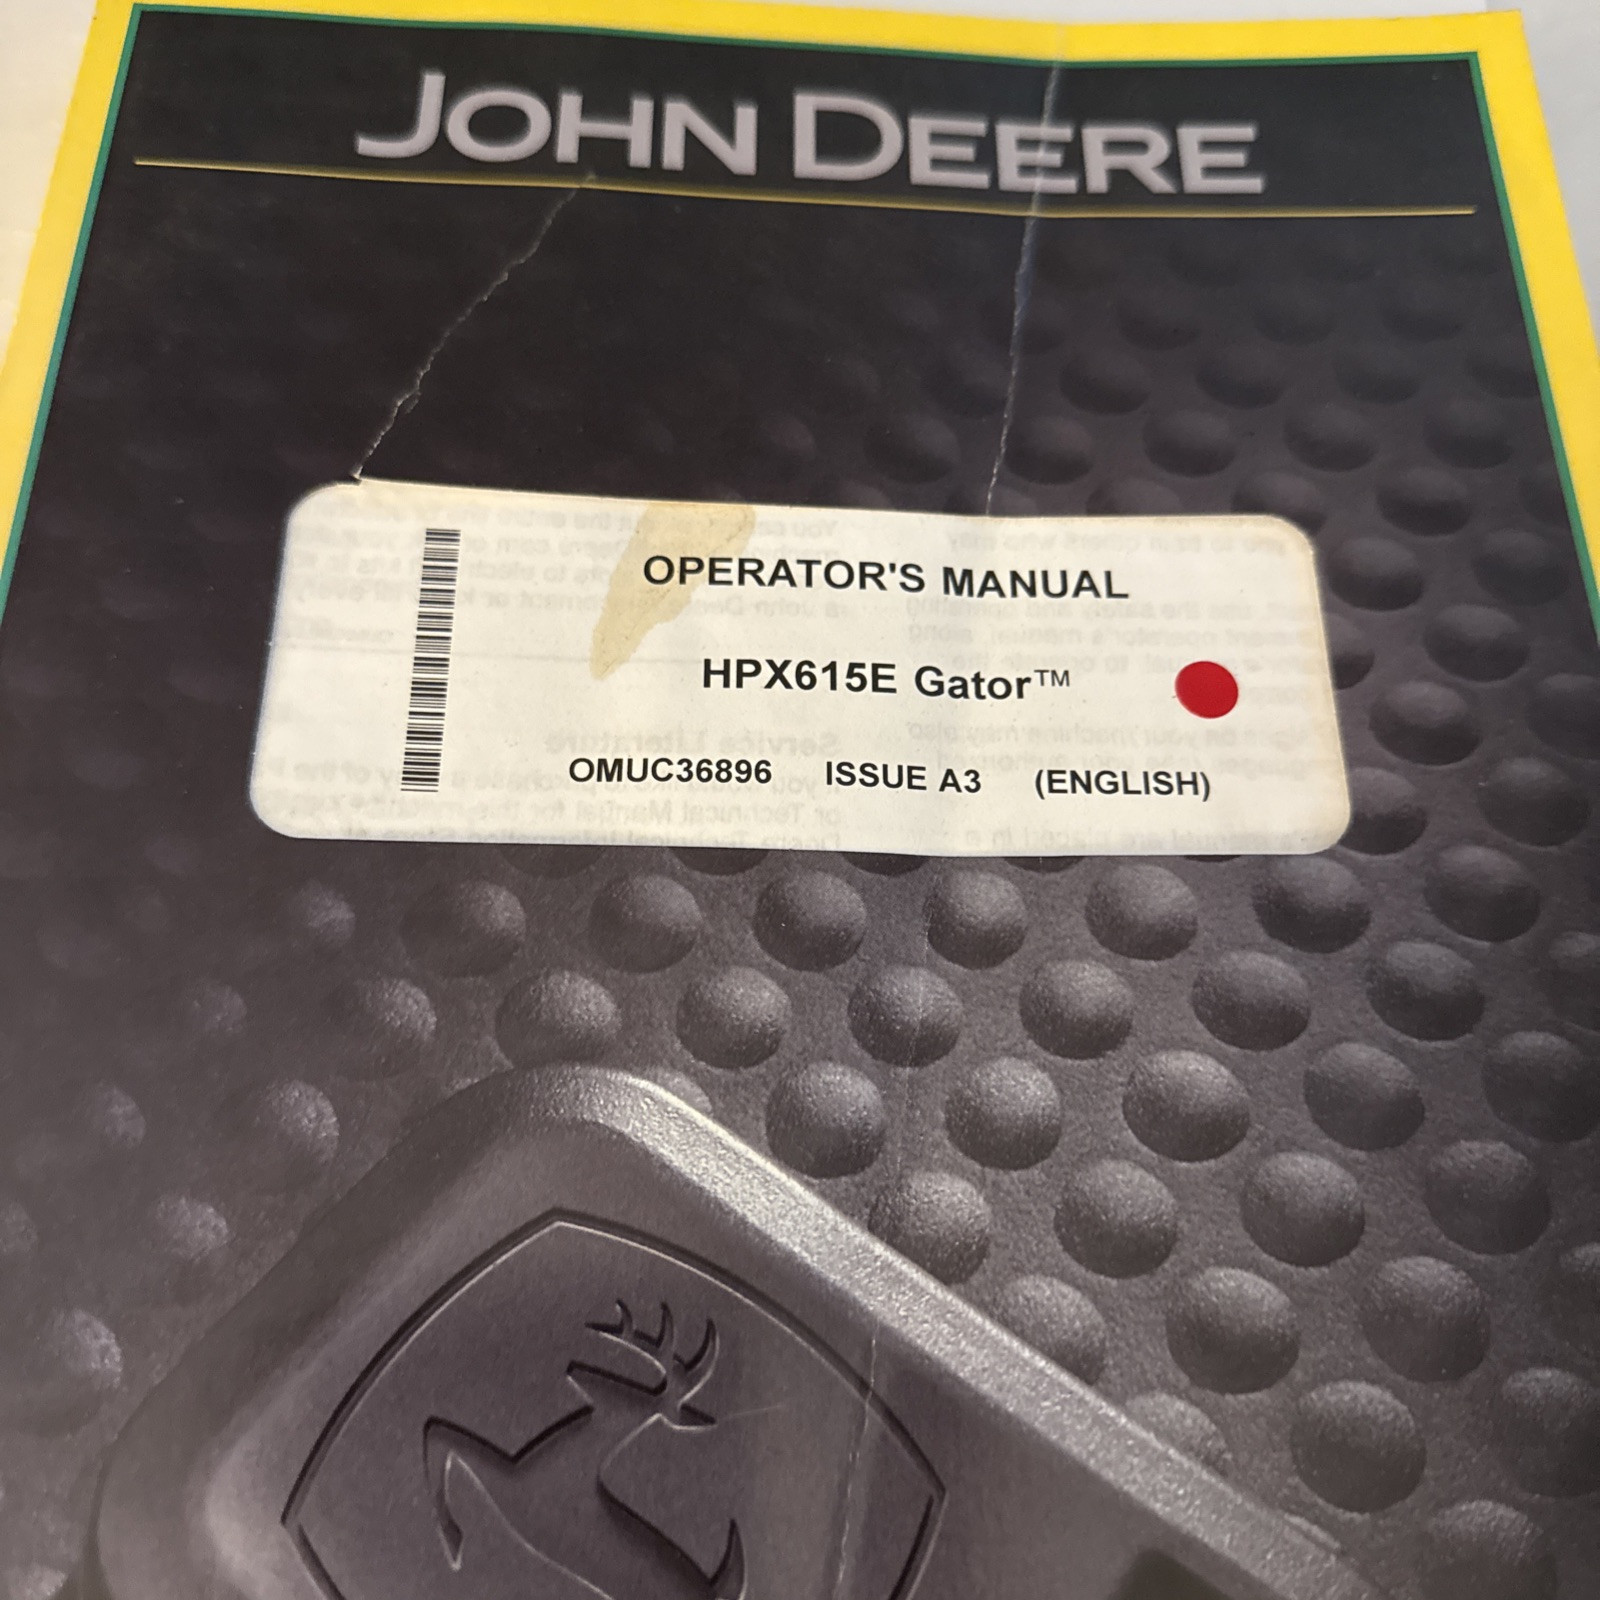 JOHN DEERE
OPERATOR'S MANUAL
HPX615E Gator™
OMUC36896 ISSUE A3 (ENGLISH)